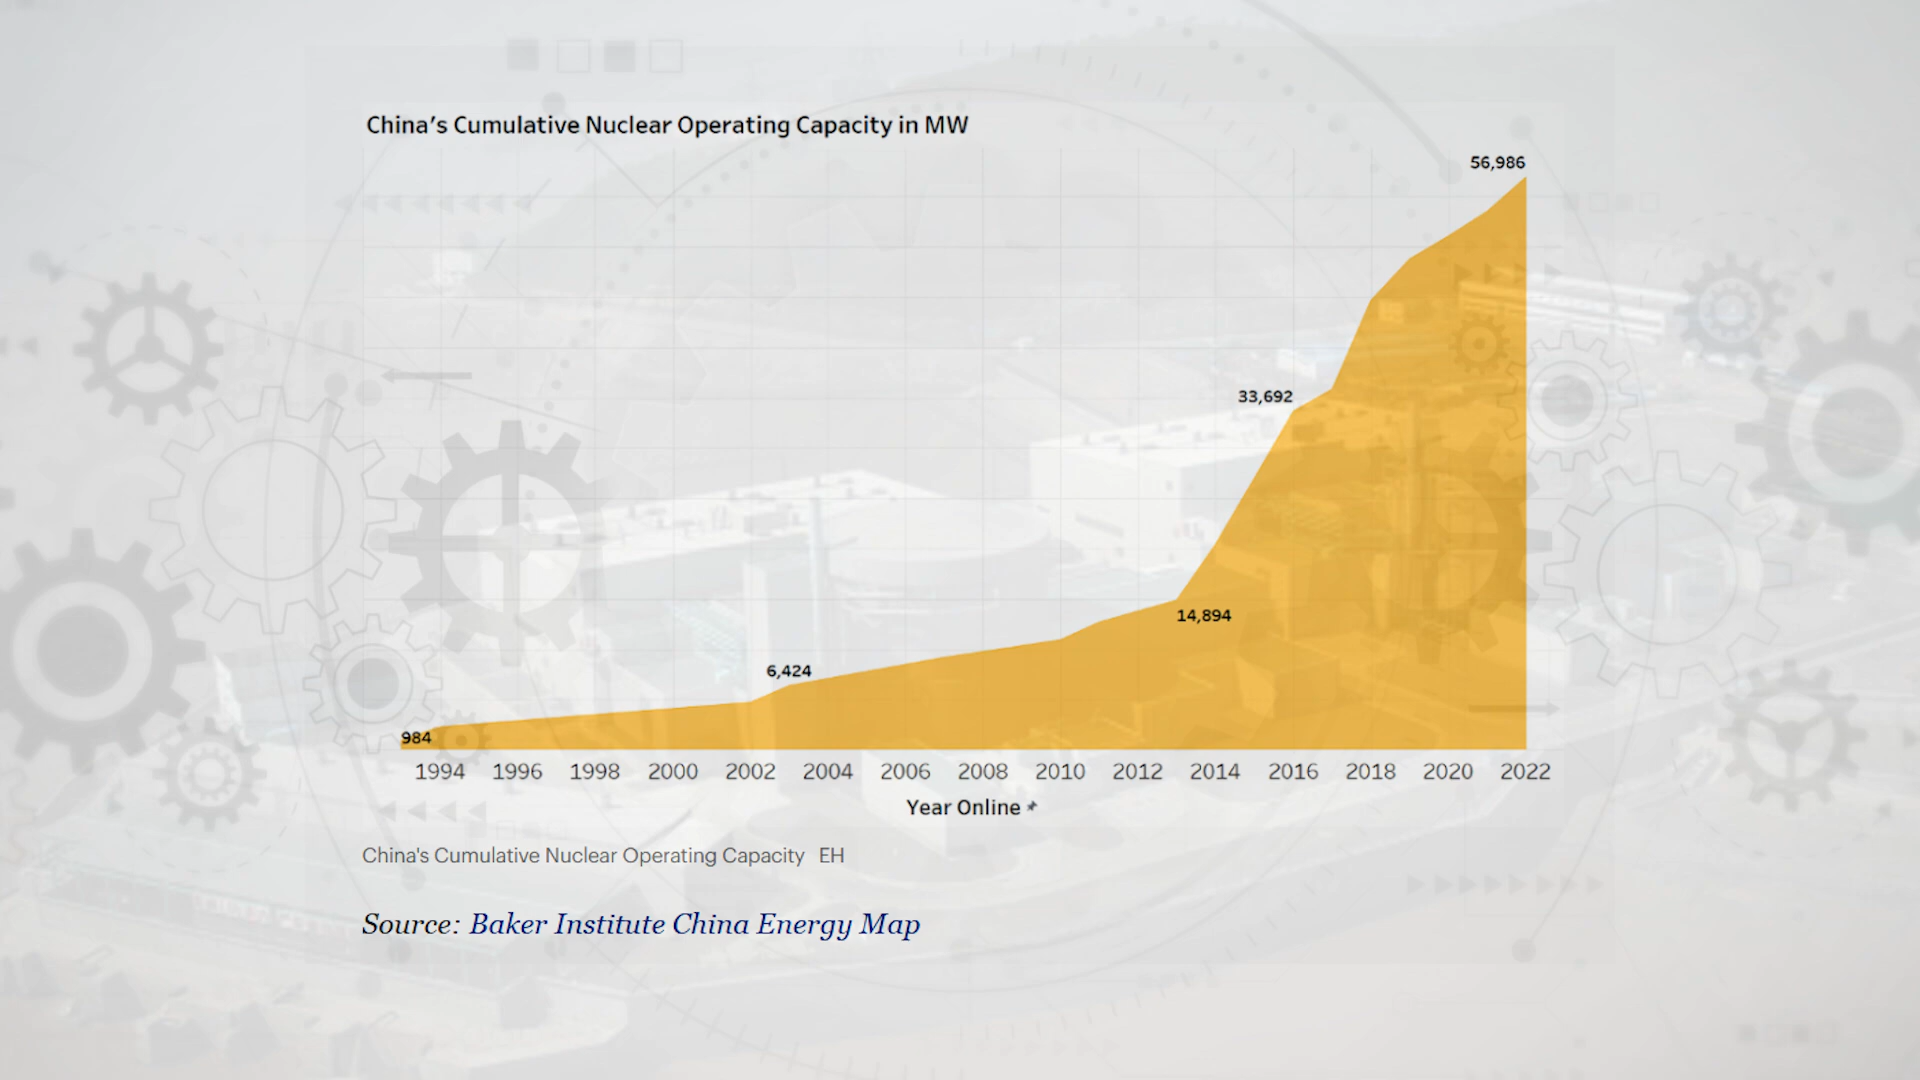 China's Cumulative Nuclear Operating Capacity in MW
56,986
33,692
14,894
6,424
984
1994 1996 1998 2000 2002 2004 2006 2008 2010 2012 2014 2016 2018 2020 2022
Year Online
China's Cumulative Nuclear Operating Capacity EH
Source: Baker Institute China Energy Map